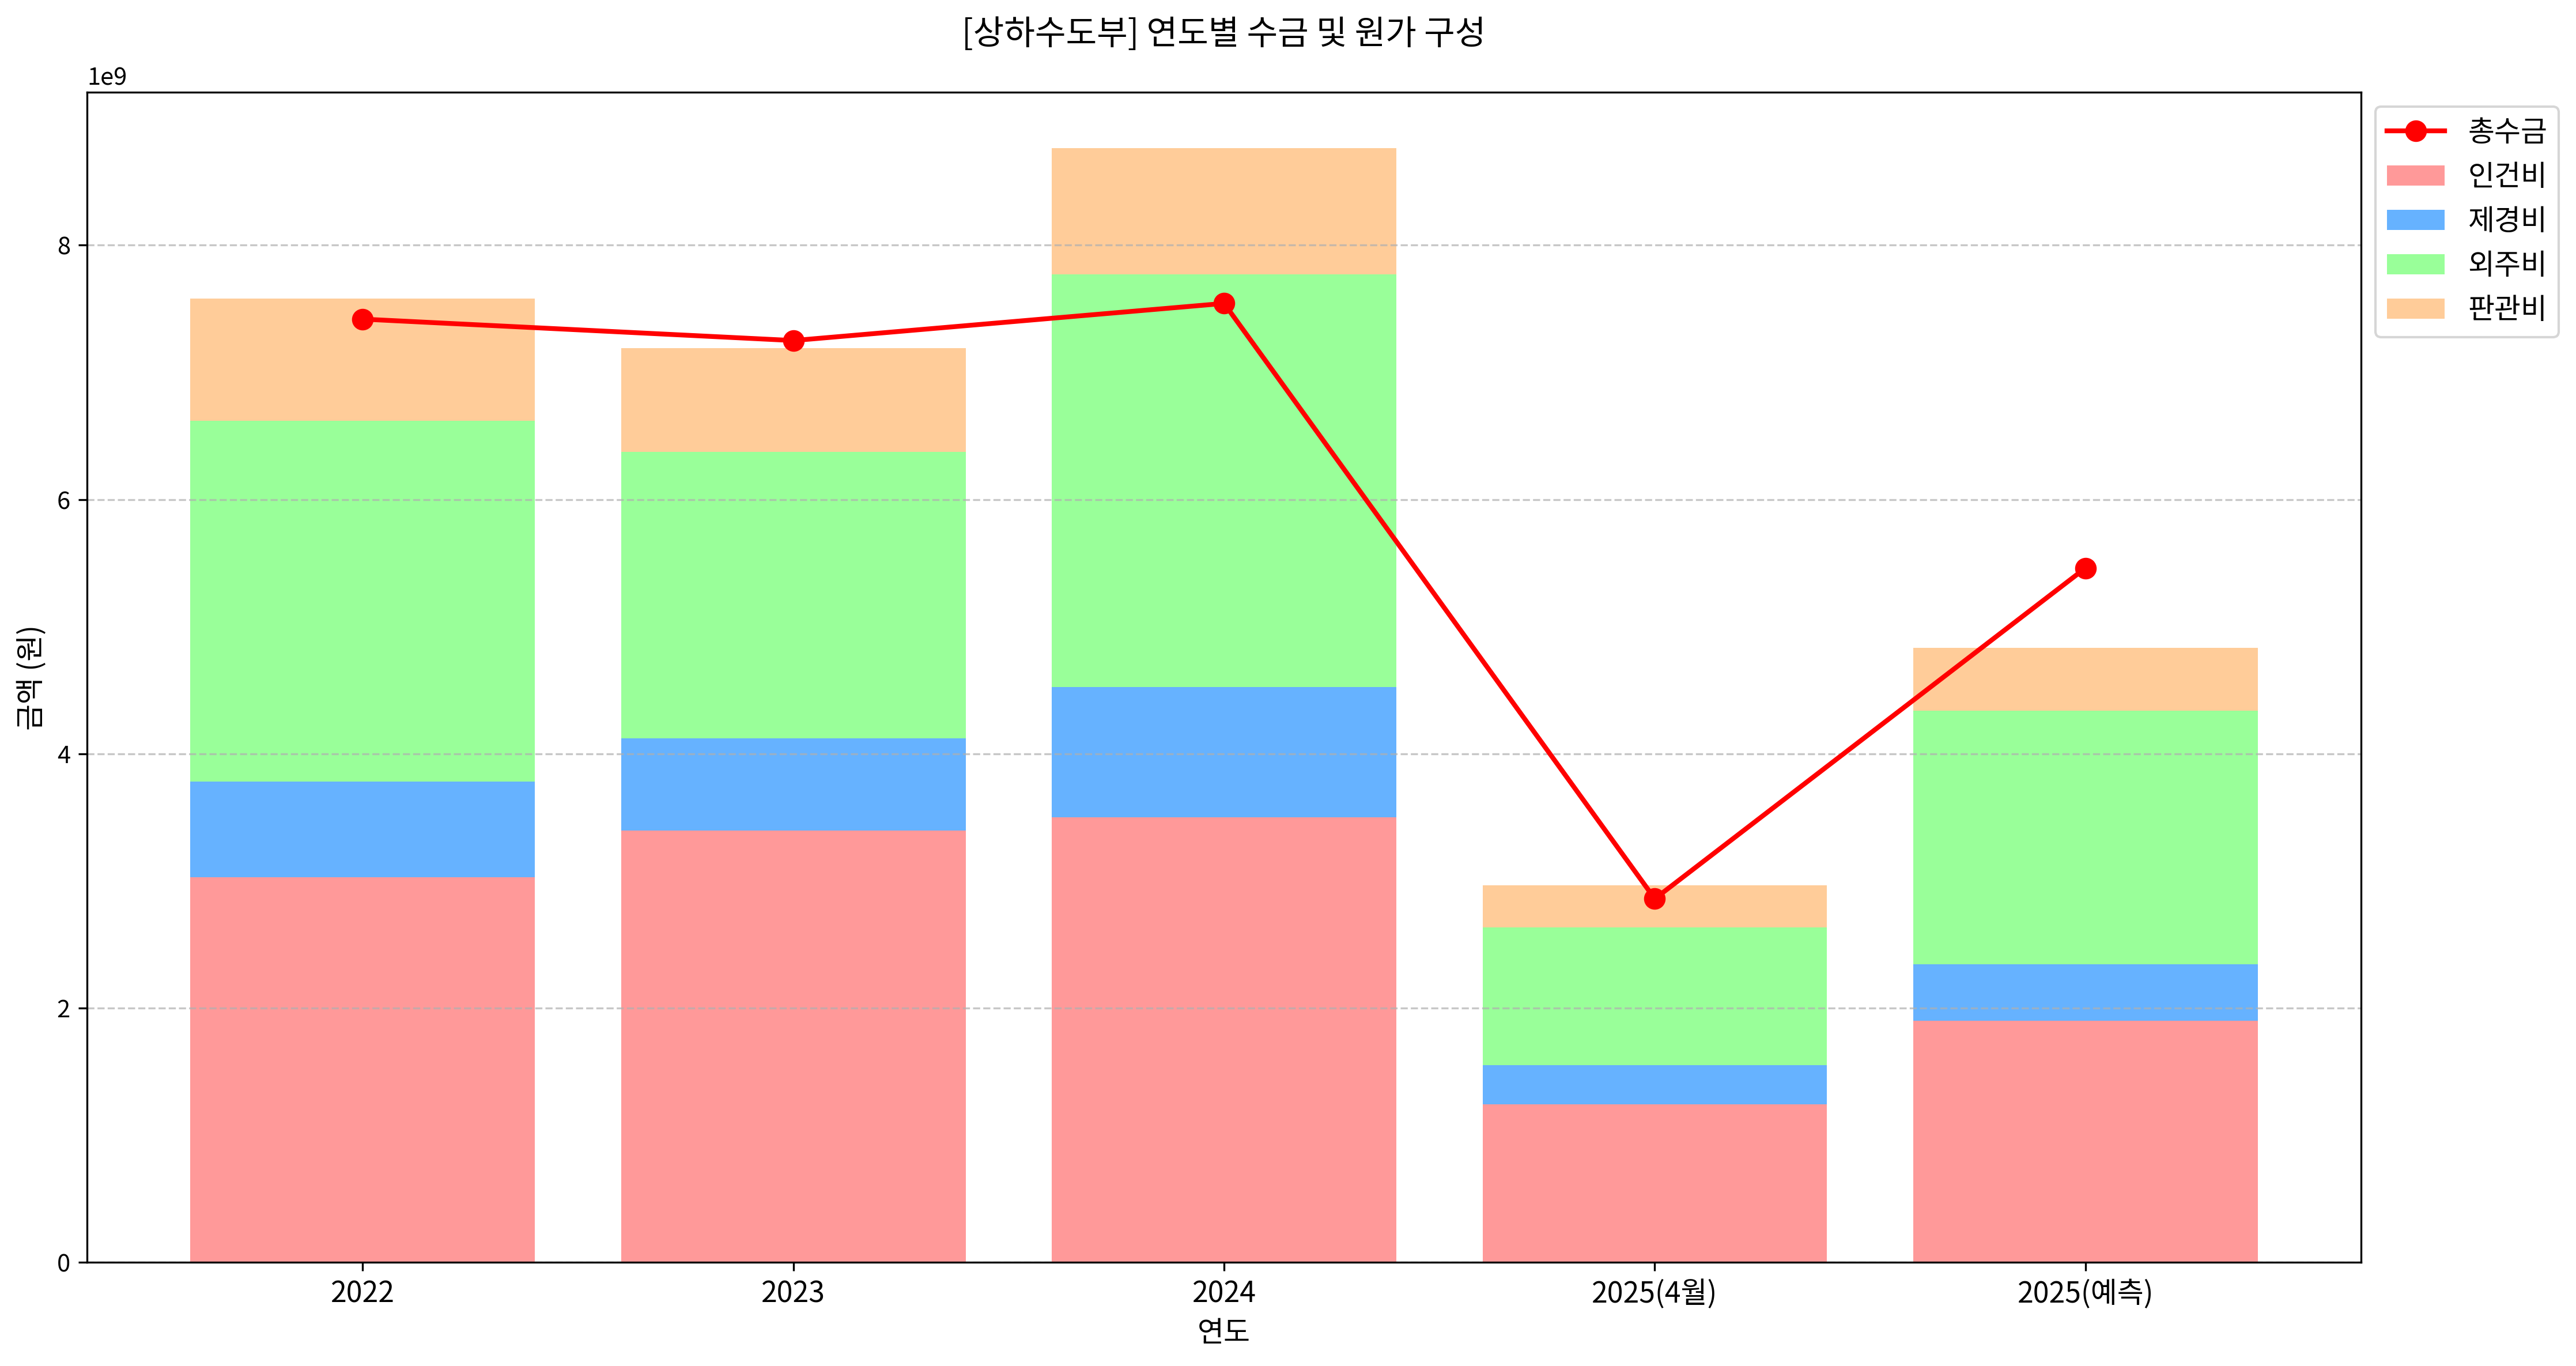 [상하수도부] 연도별 수금 및 원가 구성
1e9
총수금
인건비
제경비
외주비
판관비
8
6
4
2
0
금액 (원)
2022
2023
2024
2025(4월)
2025(예측)
연도